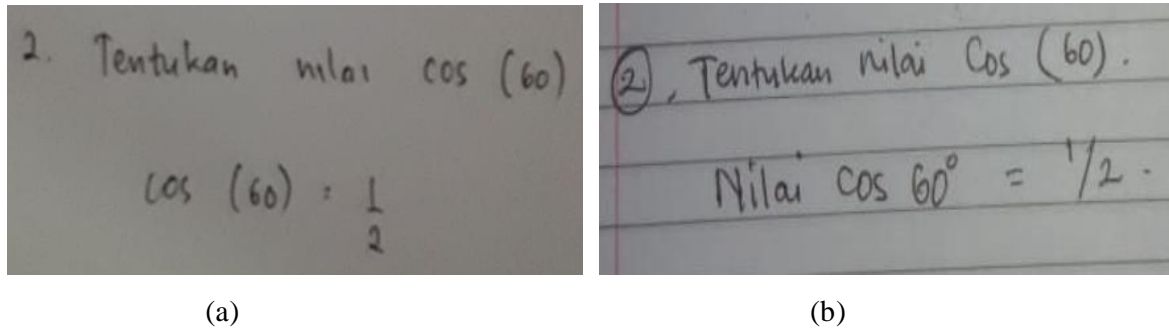 2. Tentukan nilai cos (60)
cos (60) = 1/2
(a)
②. Tentukan nilai Cos (60).
Nilai Cos 60° = 1/2.
(b)